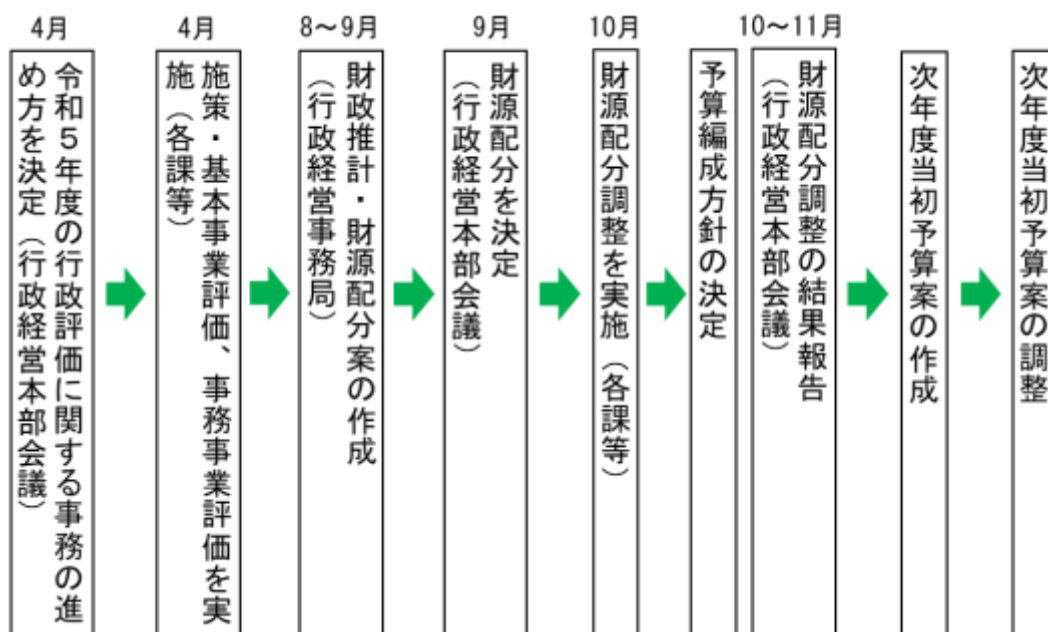 4月
令和5年度の行政評価に関する事務の進
め方を決定（行政経営本部会議）
4月
施策・基本事業評価、事務事業評価を実
施（各課等）
8～9月
財政推計・財源配分案の作成
（行政経営事務局）
9月
財源配分を決定
（行政経営本部会議）
10月
財源配分調整を実施（各課等）
予算編成方針の決定
10～11月
財源配分調整の結果報告
（行政経営本部会議）
次年度当初予算案の作成
次年度当初予算案の調整